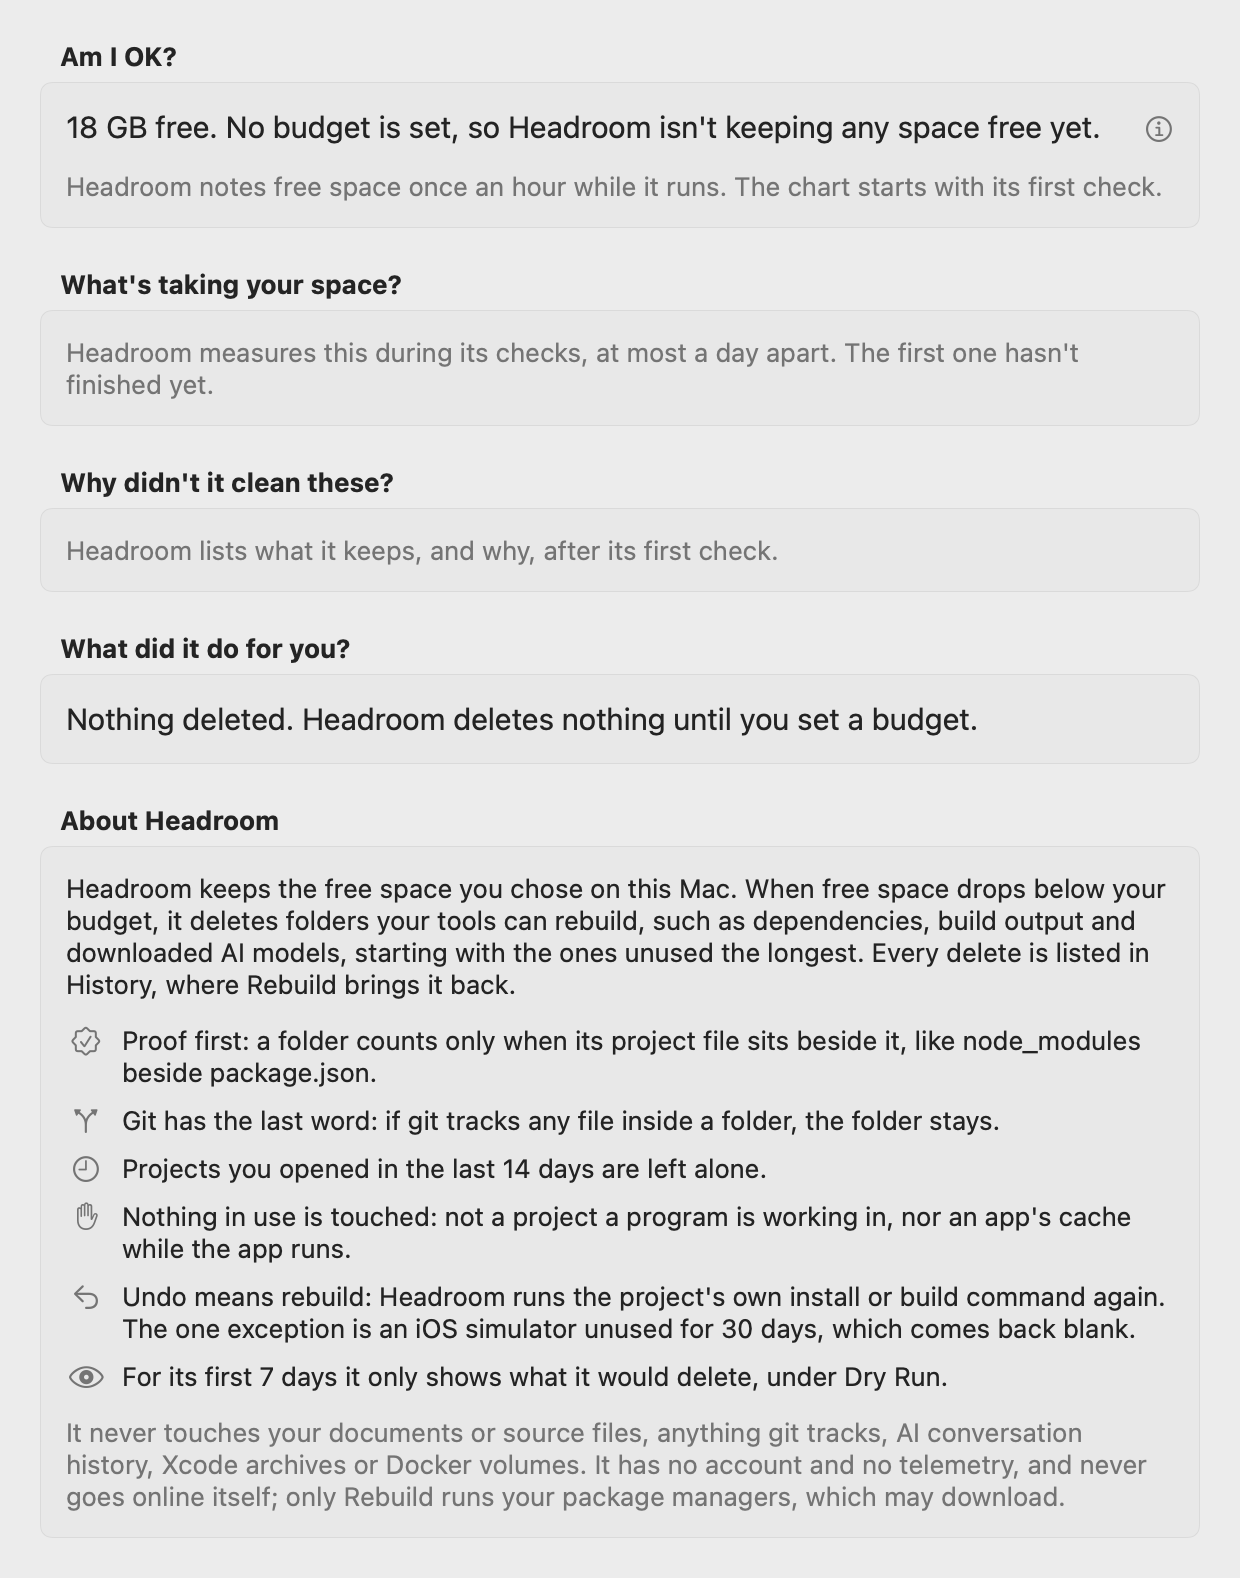 Am I OK?
18 GB free. No budget is set, so Headroom isn't keeping any space free yet.
Headroom notes free space once an hour while it runs. The chart starts with its first check.
What's taking your space?
Headroom measures this during its checks, at most a day apart. The first one hasn't
finished yet.
Why didn't it clean these?
Headroom lists what it keeps, and why, after its first check.
What did it do for you?
Nothing deleted. Headroom deletes nothing until you set a budget.
About Headroom
Headroom keeps the free space you chose on this Mac. When free space drops below your
budget, it deletes folders your tools can rebuild, such as dependencies, build output and
downloaded AI models, starting with the ones unused the longest. Every delete is listed in
History, where Rebuild brings it back.
Proof first: a folder counts only when its project file sits beside it, like node_modules
beside package.json.
Git has the last word: if git tracks any file inside a folder, the folder stays.
Projects you opened in the last 14 days are left alone.
Nothing in use is touched: not a project a program is working in, nor an app's cache
while the app runs.
Undo means rebuild: Headroom runs the project's own install or build command again.
The one exception is an iOS simulator unused for 30 days, which comes back blank.
For its first 7 days it only shows what it would delete, under Dry Run.
It never touches your documents or source files, anything git tracks, AI conversation
history, Xcode archives or Docker volumes. It has no account and no telemetry, and never
goes online itself; only Rebuild runs your package managers, which may download.